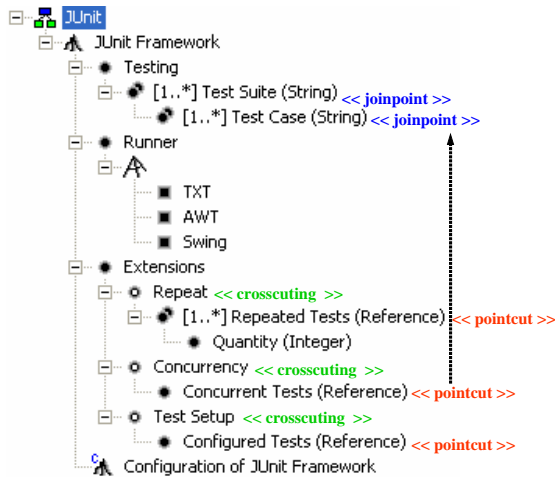 JUnit
JUnit Framework
Testing
[1..*] Test Suite (String) << joinpoint >>
[1..*] Test Case (String) << joinpoint >>
Runner
TXT
AWT
Swing
Extensions
Repeat << crosscuting >>
[1..*] Repeated Tests (Reference) << pointcut >>
Quantity (Integer)
Concurrency << crosscuting >>
Concurrent Tests (Reference) << pointcut >>
Test Setup << crosscuting >>
Configured Tests (Reference) << pointcut >>
C Configuration of JUnit Framework